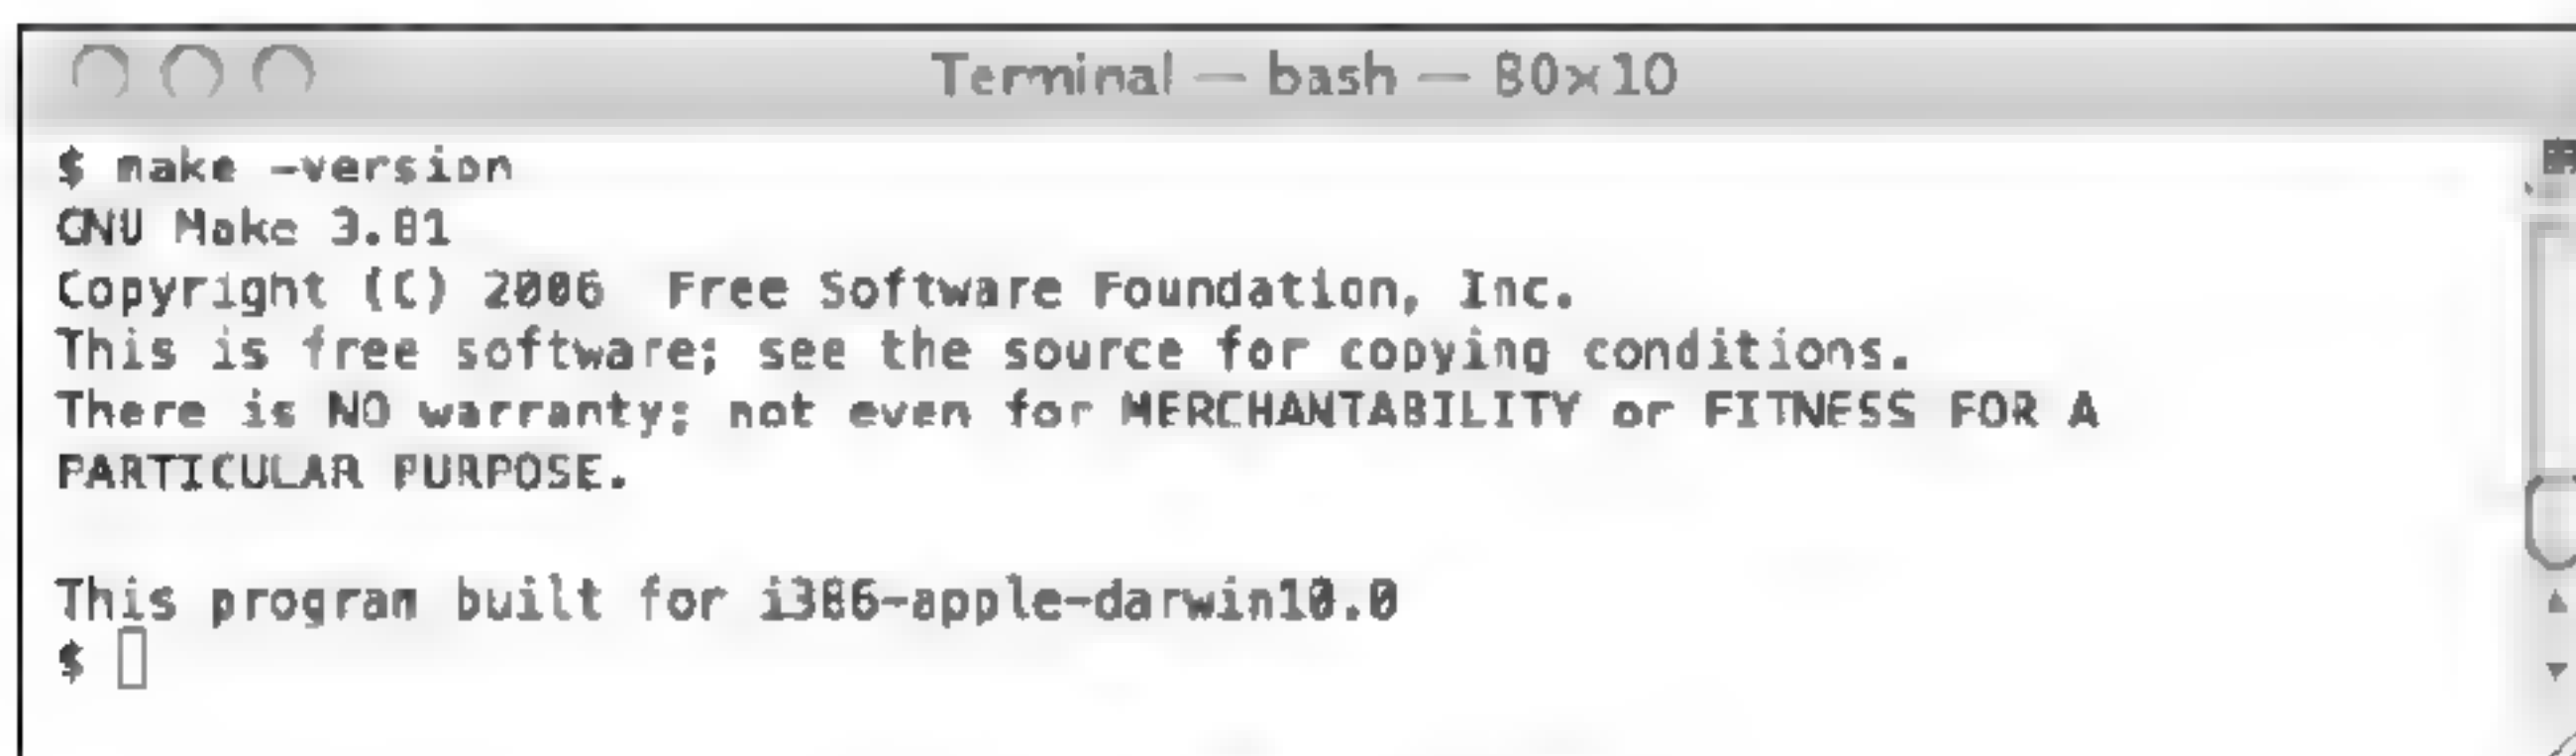 Terminal — bash — 80×10
$ make -version
GNU Make 3.81
Copyright (C) 2006  Free Software Foundation, Inc.
This is free software; see the source for copying conditions.
There is NO warranty; not even for MERCHANTABILITY or FITNESS FOR A
PARTICULAR PURPOSE.
This program built for i386-apple-darwin10.0
$